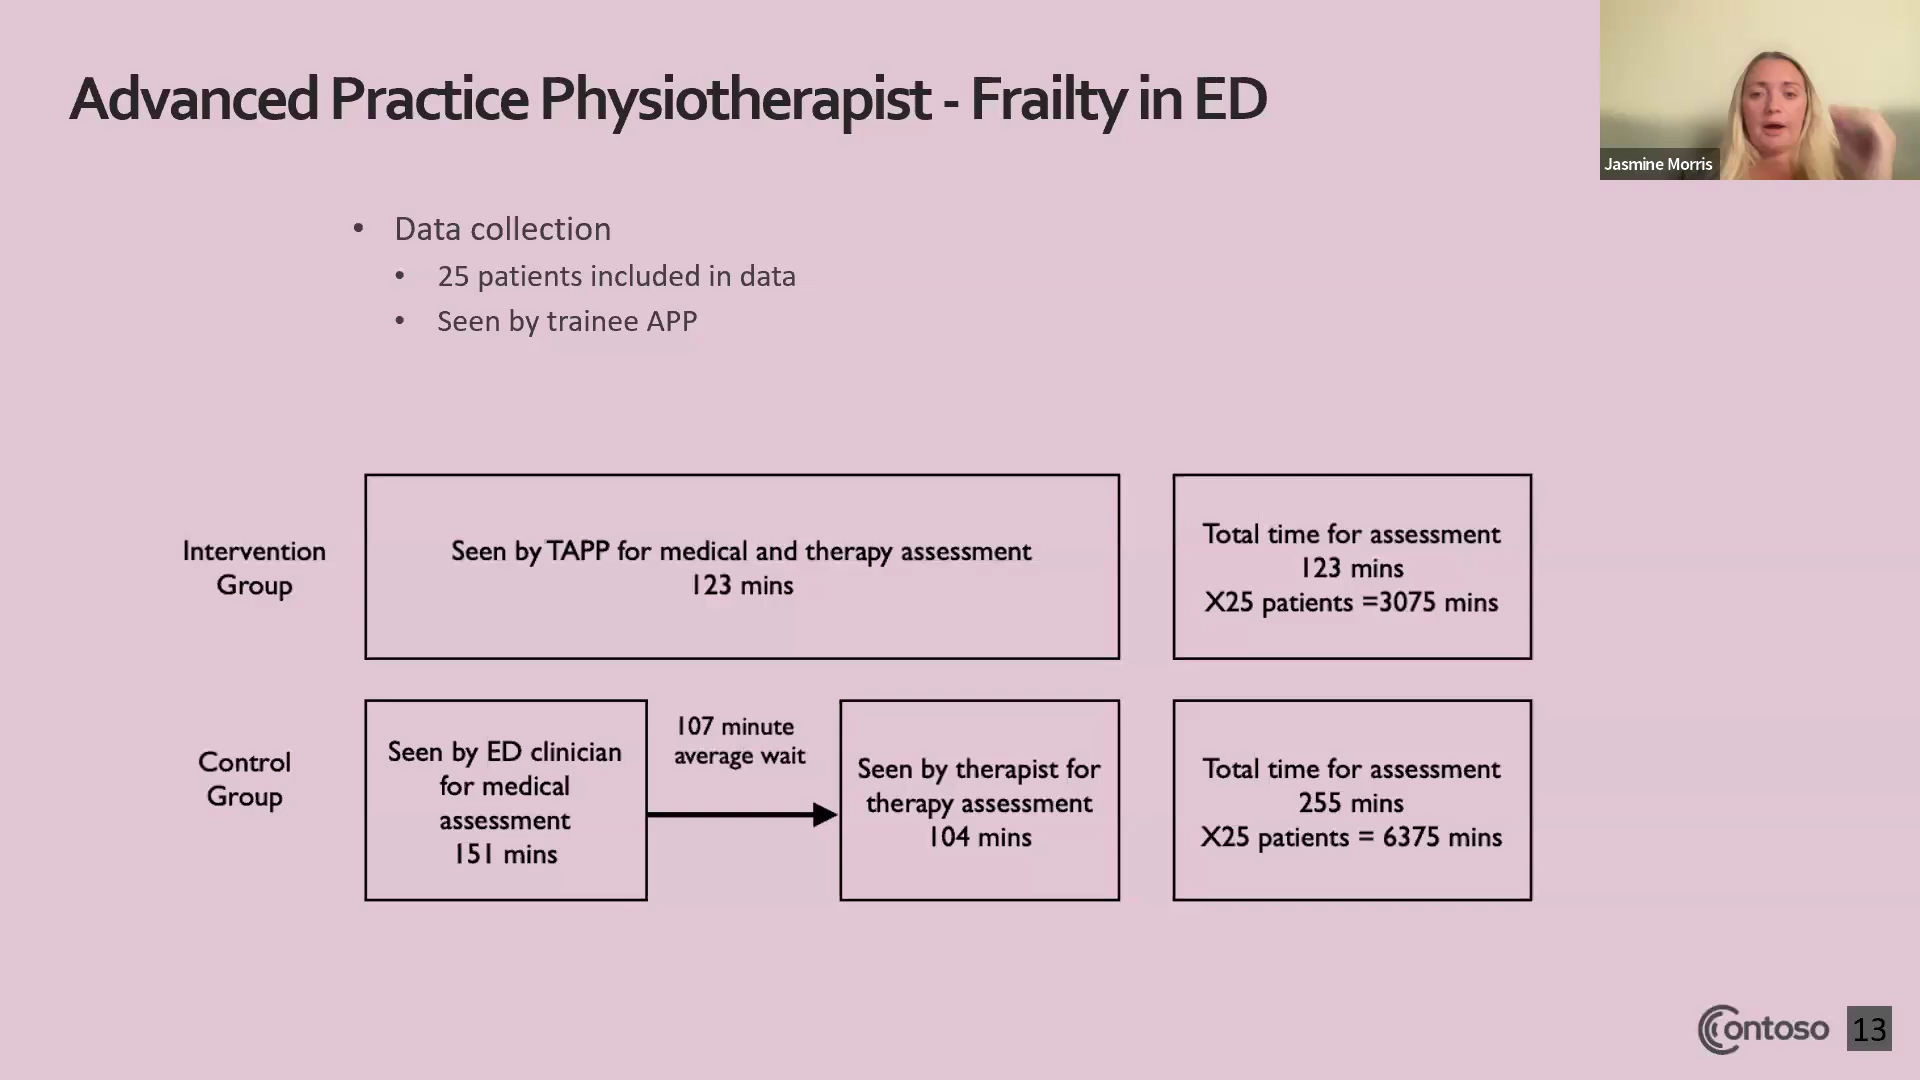 Advanced Practice Physiotherapist - Frailty in ED
Jasmine Morris
• Data collection
• 25 patients included in data
• Seen by trainee APP
Intervention
Group
Seen by TAPP for medical and therapy assessment
123 mins
Total time for assessment
123 mins
X25 patients =3075 mins
Control
Group
Seen by ED clinician
for medical
assessment
151 mins
107 minute
average wait
Seen by therapist for
therapy assessment
104 mins
Total time for assessment
255 mins
X25 patients = 6375 mins
Contoso
13